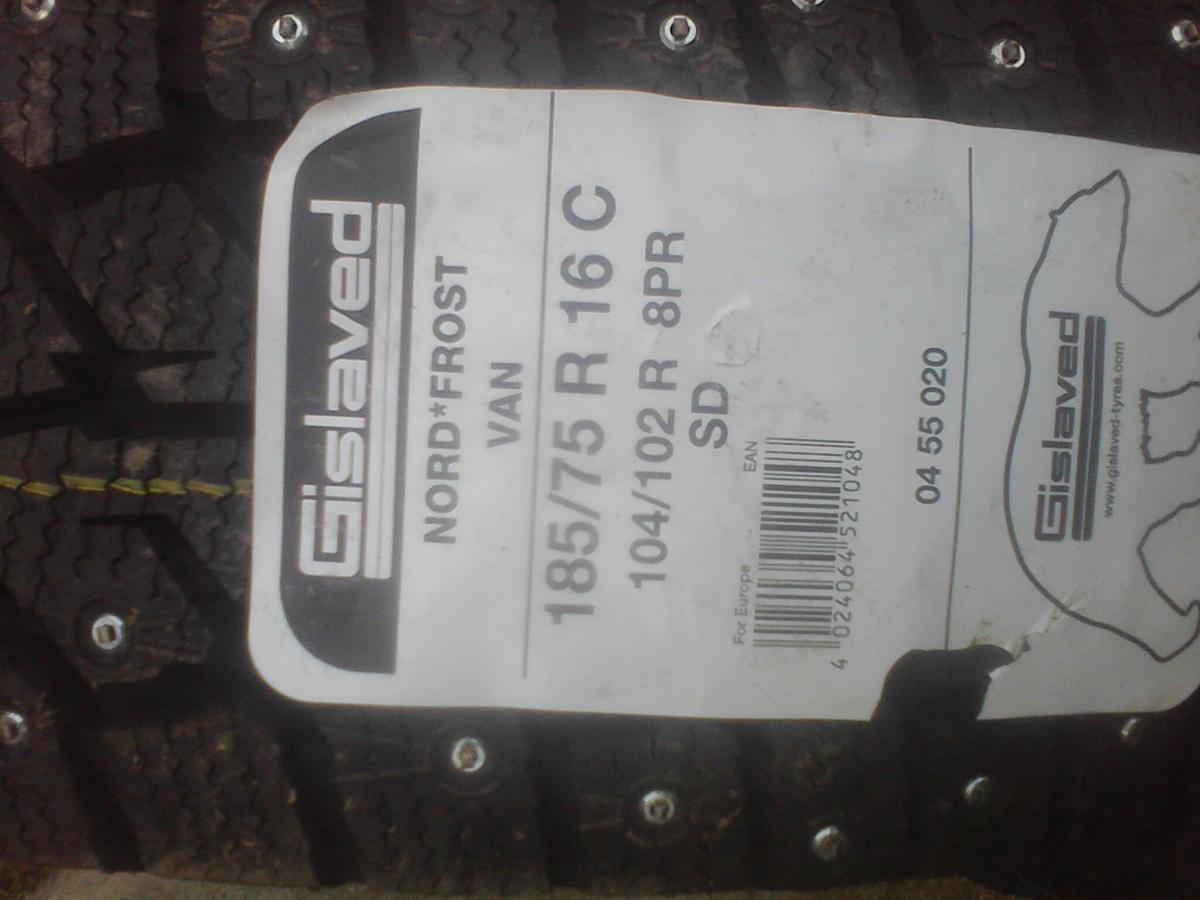 Gislaved
NORD*FROST
VAN
185/75 R 16 C
104/102 R 8PR
SD
For Europe
EAN
4 024064 521048
04 55 020
Gislaved
www.gislaved-tyres.com